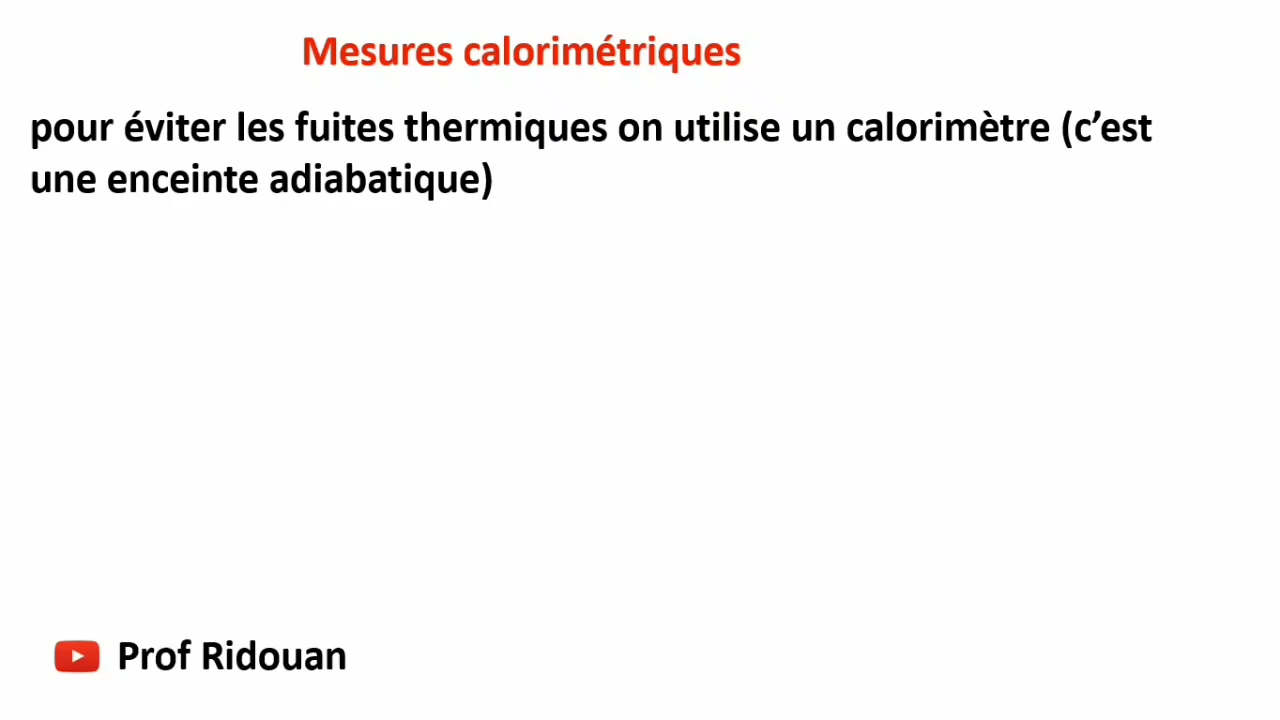 Mesures calorimétriques
pour éviter les fuites thermiques on utilise un calorimètre (c’est
une enceinte adiabatique)
Prof Ridouan